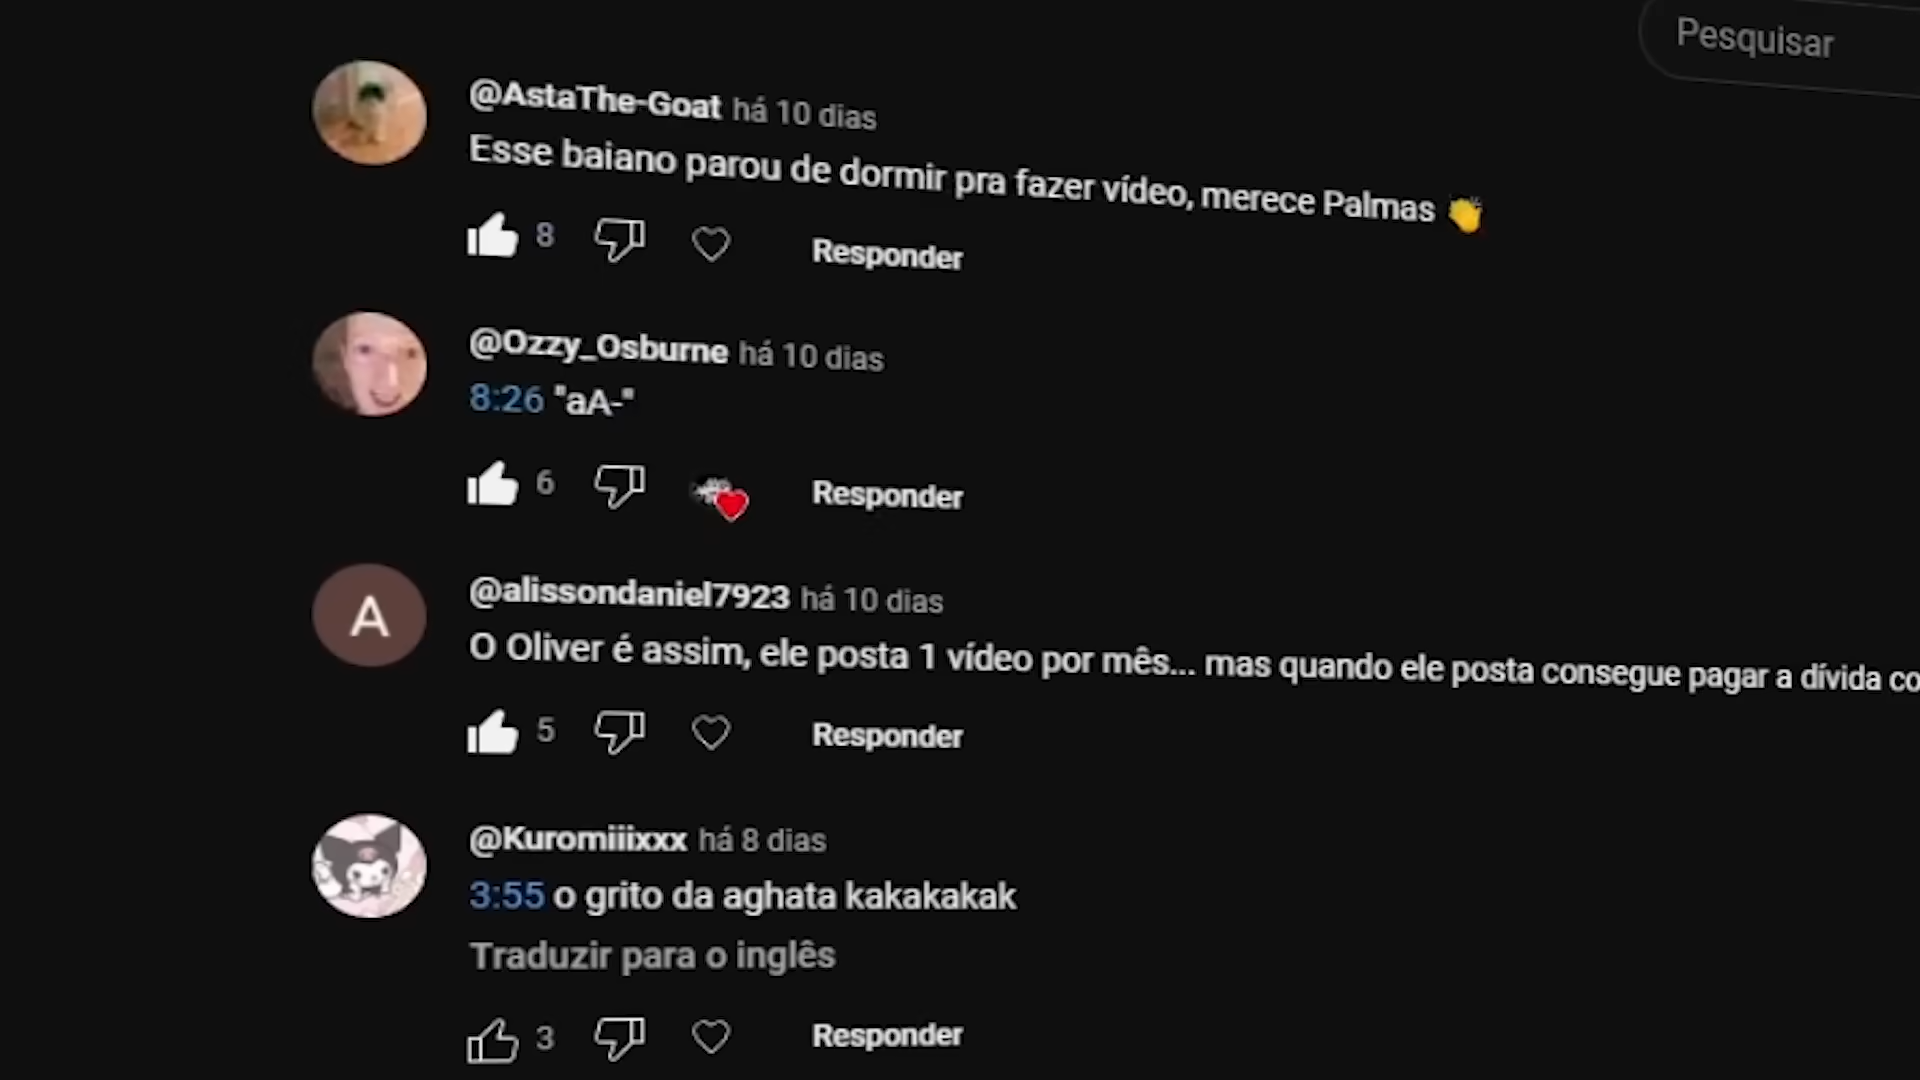 Pesquisar
@AstaThe-Goat há 10 dias
Esse baiano parou de dormir pra fazer vídeo, merece Palmas 👏
8 Responder
@Ozzy_Osburne há 10 dias
8:26 "aA-"
6 Responder
A
@alissondaniel7923 há 10 dias
O Oliver é assim, ele posta 1 vídeo por mês... mas quando ele posta consegue pagar a dívida co
5 Responder
@Kuromiiixxx há 8 dias
3:55 o grito da aghata kakakakak
Traduzir para o inglês
3 Responder